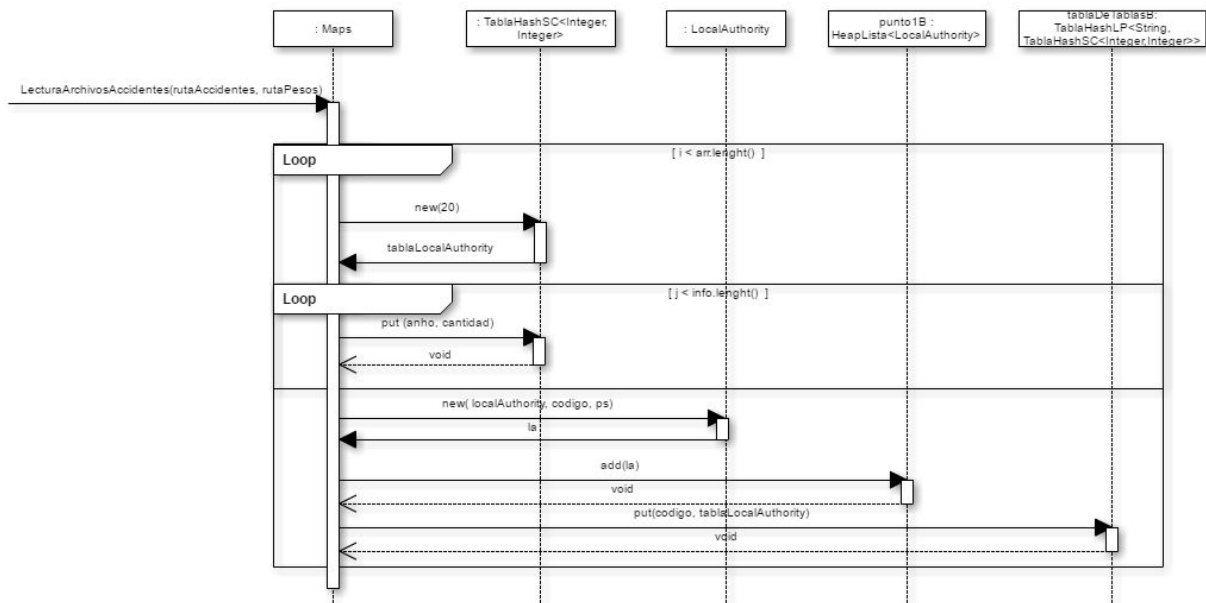 : Maps
: TablaHashSC<Integer,
Integer>
: LocalAuthority
punto1B :
HeapLista<LocalAuthority>
tablaDeTablasB:
TablaHashLP<String,
TablaHashSC<Integer,Integer>>
LecturaArchivosAccidentes(rutaAccidentes, rutaPesos)
Loop
[ i < arr.lenght() ]
new(20)
tablaLocalAuthority
Loop
[ j < info.lenght() ]
put (anho, cantidad)
void
new( localAuthority, codigo, ps)
la
add(la)
void
put(codigo, tablaLocalAuthority)
void